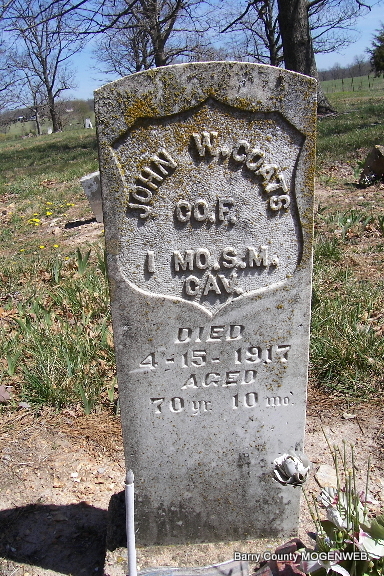 JOHN W. COATS
CO. F.
1 MO. S. M.
CAV.
DIED
4-15-1917
AGED
70 yr. 10 mo.
Barry County MOGENWEB